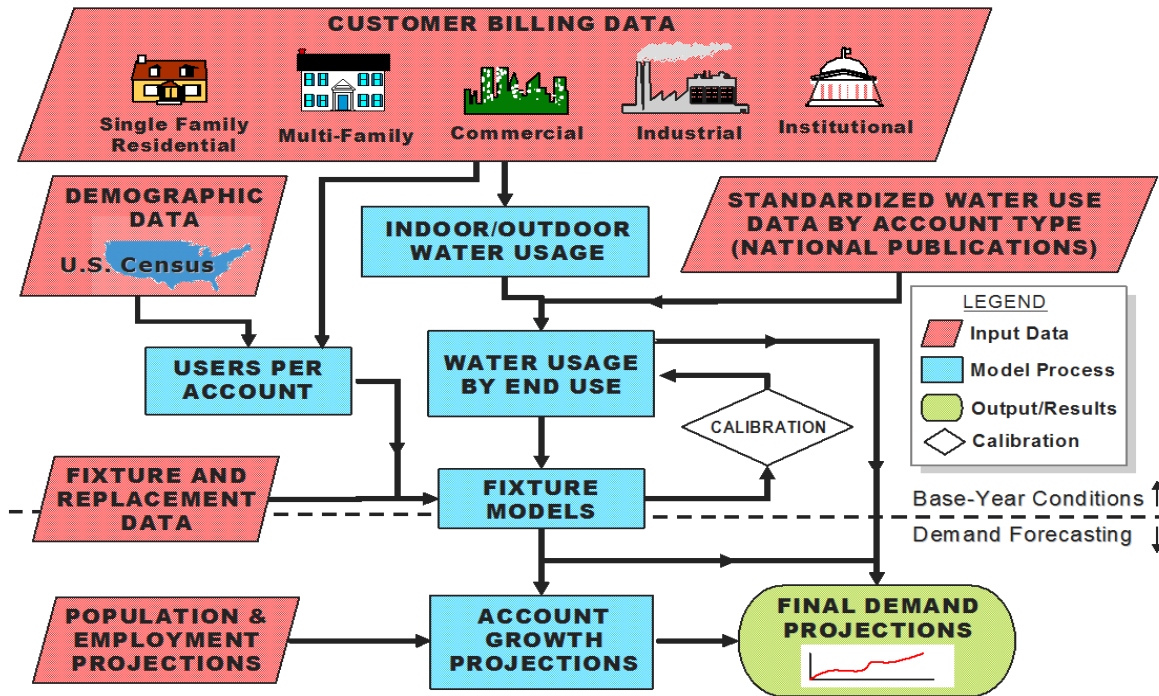 CUSTOMER BILLING DATA
Single Family
Residential
Multi-Family
Commercial
Industrial
Institutional
DEMOGRAPHIC
DATA
U.S. Census
INDOOR/OUTDOOR
WATER USAGE
STANDARDIZED WATER USE
DATA BY ACCOUNT TYPE
(NATIONAL PUBLICATIONS)
LEGEND
Input Data
Model Process
Output/Results
Calibration
USERS PER
ACCOUNT
WATER USAGE
BY END USE
CALIBRATION
FIXTURE AND
REPLACEMENT
DATA
FIXTURE
MODELS
Base-Year Conditions
Demand Forecasting
POPULATION &
EMPLOYMENT
PROJECTIONS
ACCOUNT
GROWTH
PROJECTIONS
FINAL DEMAND
PROJECTIONS